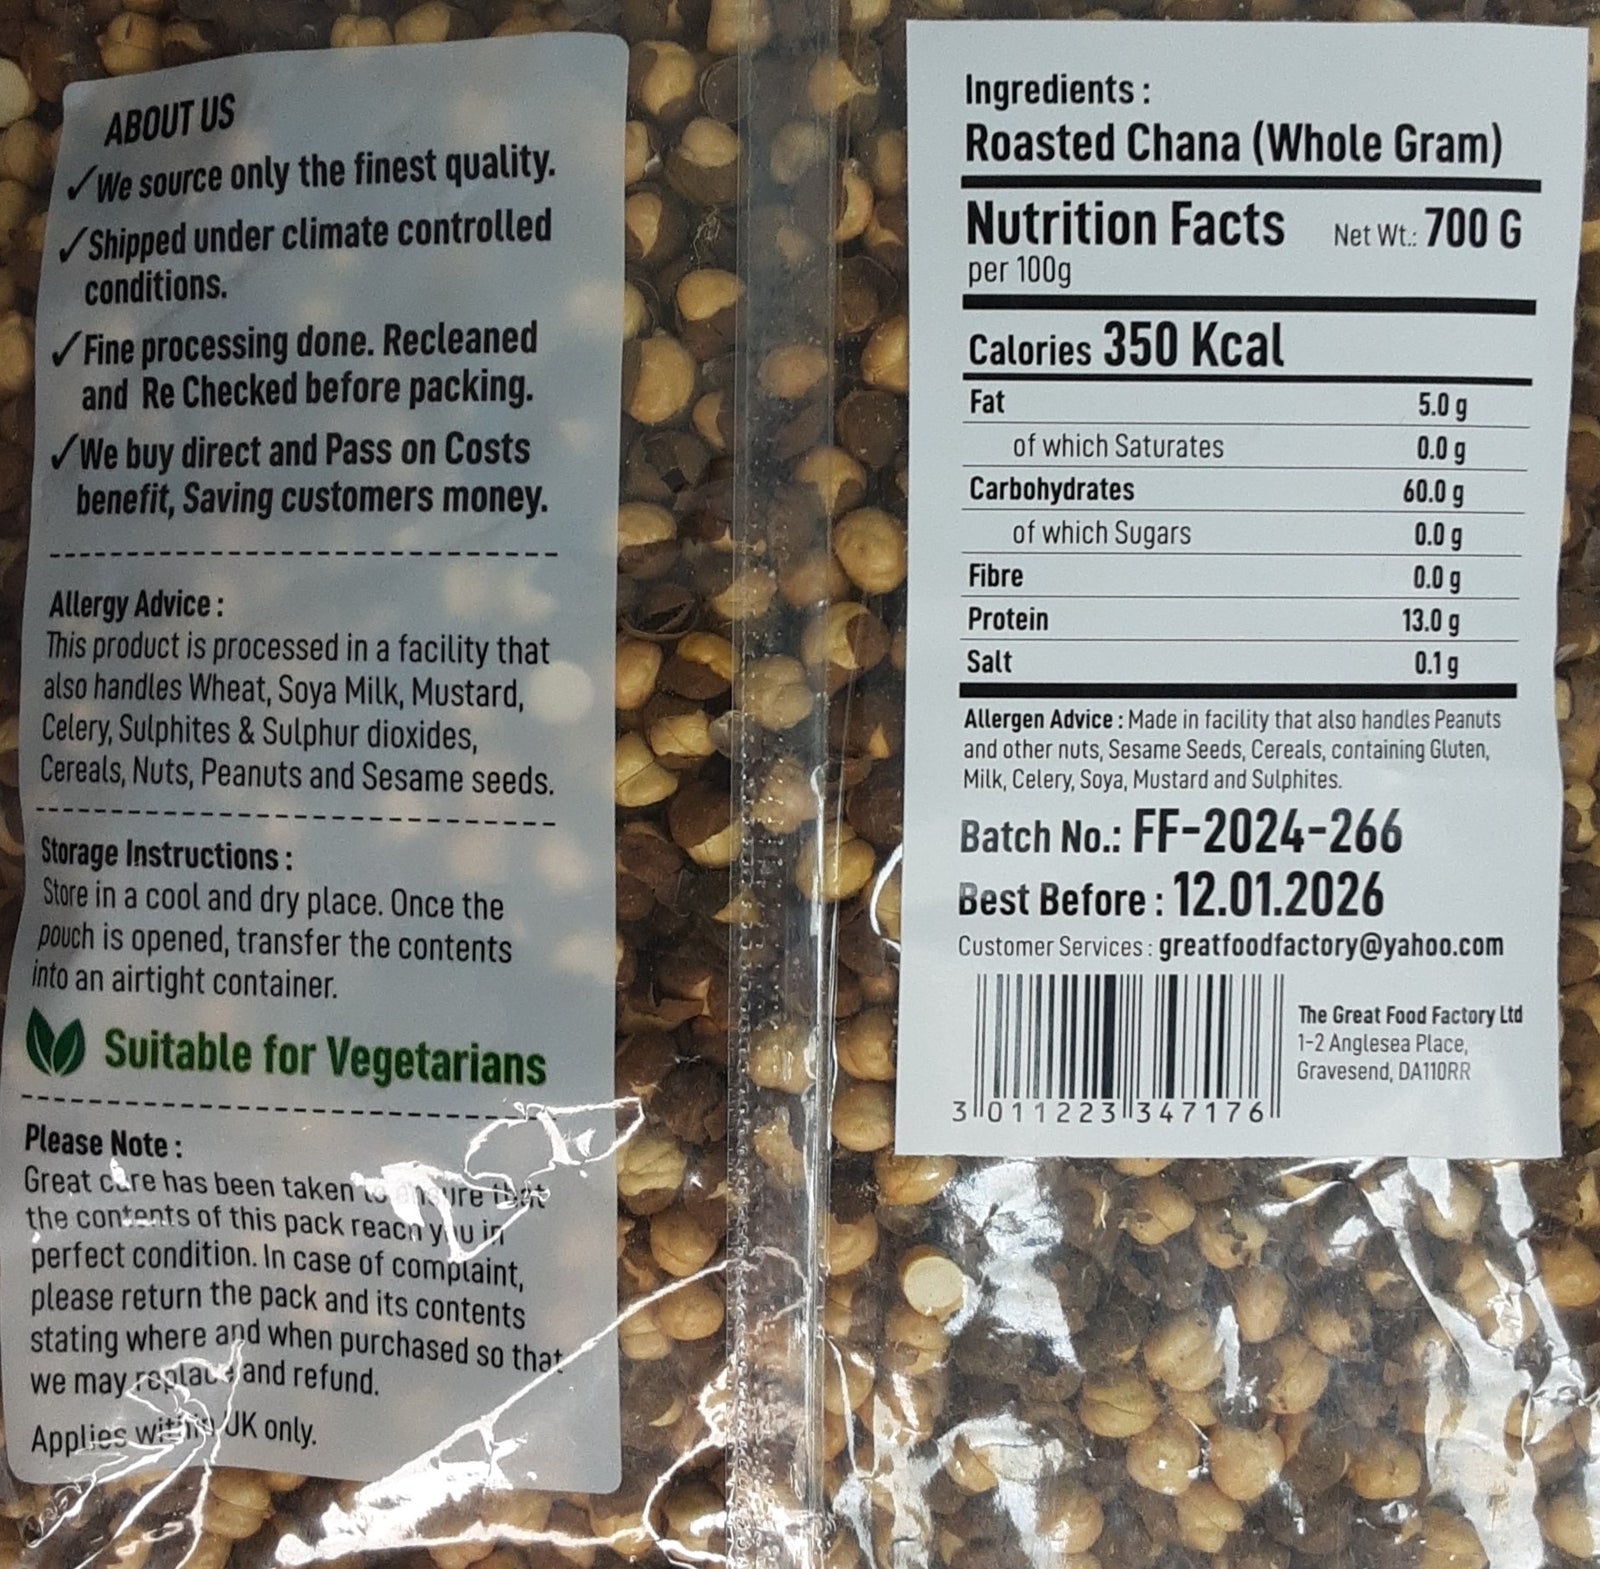 ABOUT US
✓We source only the finest quality.
✓Shipped under climate controlled
conditions.
✓Fine processing done. Recleaned
and Re Checked before packing.
✓We buy direct and Pass on Costs
benefit, Saving customers money.
Allergy Advice :
This product is processed in a facility that
also handles Wheat, Soya Milk, Mustard,
Celery, Sulphites & Sulphur dioxides,
Cereals, Nuts, Peanuts and Sesame seeds.
Storage Instructions :
Store in a cool and dry place. Once the
pouch is opened, transfer the contents
into an airtight container.
Suitable for Vegetarians
Please Note :
Great care has been taken to ensure that
the contents of this pack reach you in
perfect condition. In case of complaint,
please return the pack and its contents
stating where and when purchased so that
we may replace and refund.
Applies within UK only.
Ingredients :
Roasted Chana (Whole Gram)
Nutrition Facts Net Wt.: 700 G
per 100g
Calories 350 Kcal
Fat 5.0 g
of which Saturates 0.0 g
Carbohydrates 60.0 g
of which Sugars 0.0 g
Fibre 0.0 g
Protein 13.0 g
Salt 0.1 g
Allergen Advice : Made in facility that also handles Peanuts
and other nuts, Sesame Seeds, Cereals, containing Gluten,
Milk, Celery, Soya, Mustard and Sulphites.
Batch No.: FF-2024-266
Best Before : 12.01.2026
Customer Services : greatfoodfactory@yahoo.com
The Great Food Factory Ltd
1-2 Anglesea Place,
Gravesend, DA110RR
3 011223 347176